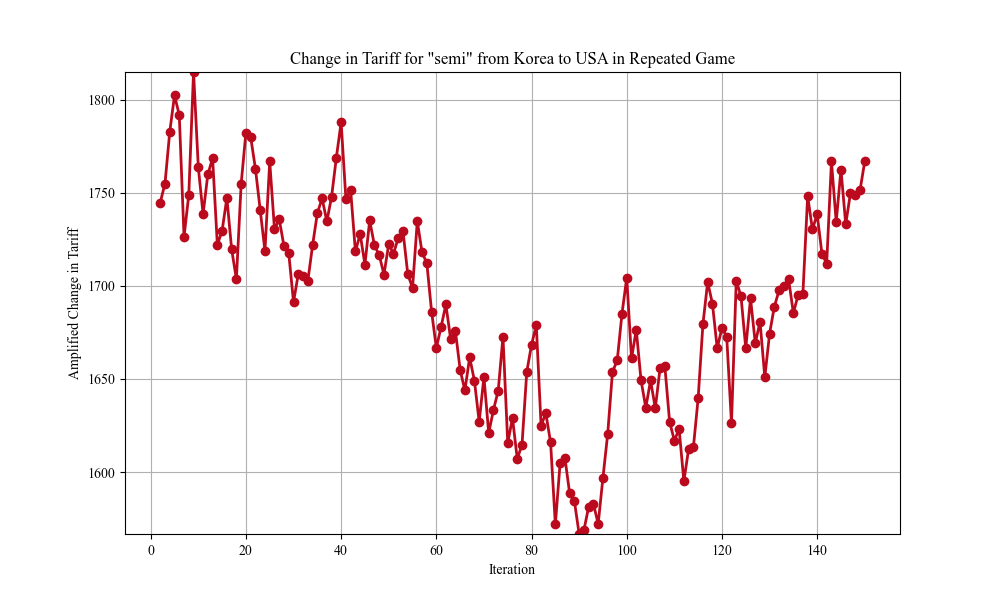 Change in Tariff for "semi" from Korea to USA in Repeated Game
Amplified Change in Tariff
1800
1750
1700
1650
1600
0 20 40 60 80 100 120 140
Iteration